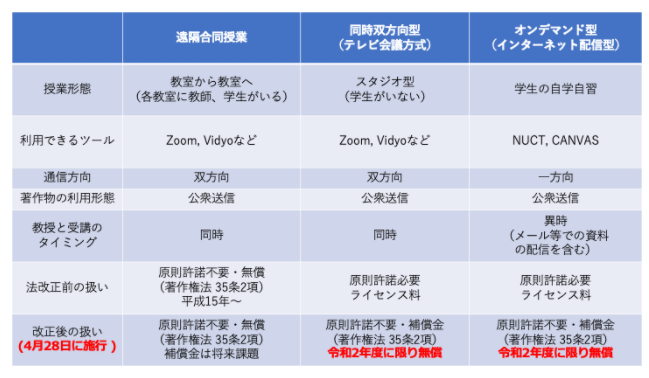 遠隔合同授業
同時双方向型
（テレビ会議方式）
オンデマンド型
（インターネット配信型）
授業形態
教室から教室へ
（各教室に教師、学生がいる）
スタジオ型
（学生がいない）
学生の自学自習
利用できるツール
Zoom, Vidyoなど
Zoom, Vidyoなど
NUCT, CANVAS
通信方向
双方向
双方向
一方向
著作物の利用形態
公衆送信
公衆送信
公衆送信
教授と受講の
タイミング
同時
同時
異時
（メール等での資料
の配信を含む）
法改正前の扱い
原則許諾不要・無償
（著作権法 35条2項）
平成15年～
原則許諾必要
ライセンス料
原則許諾必要
ライセンス料
改正後の扱い
(4月28日に施行 )
原則許諾不要・無償
（著作権法 35条2項）
補償金は将来課題
原則許諾不要・補償金
（著作権法 35条2項）
令和2年度に限り無償
原則許諾不要・補償金
（著作権法 35条2項）
令和2年度に限り無償